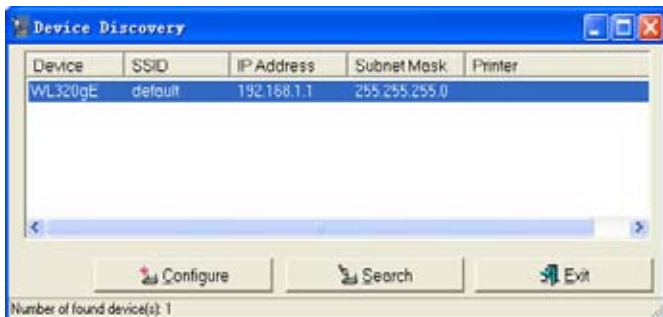 Device Discovery
Device SSID IP Address Subnet Mask Printer
WL320gE default 192.168.1.1 255.255.255.0
Configure Search Exit
Number of found device(s): 1